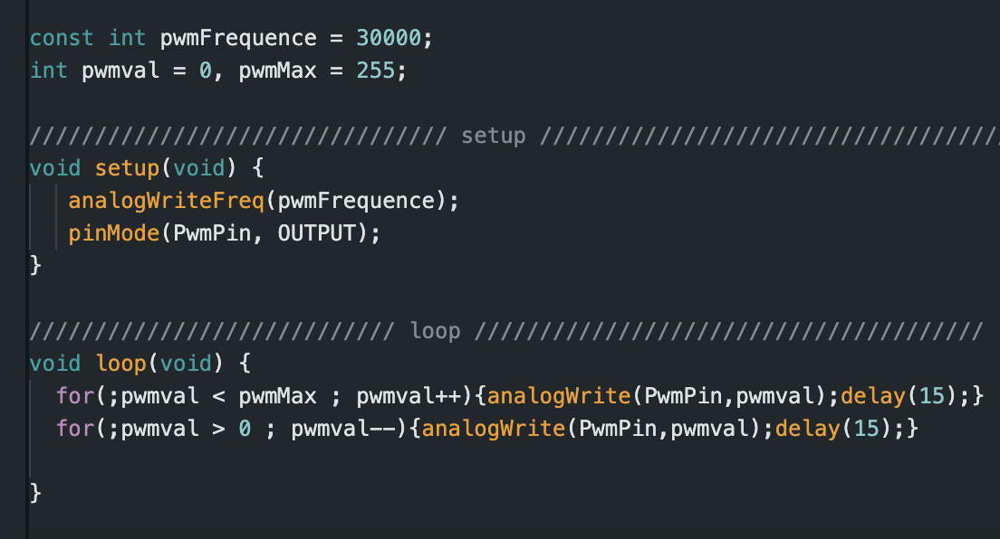 const int pwmFrequence = 30000;
int pwmval = 0, pwmMax = 255;
//////////////////////////////// setup ///////////////////////////////////
void setup(void) {
analogWriteFreq(pwmFrequence);
pinMode(PwmPin, OUTPUT);
}
//////////////////////////// loop ///////////////////////////////////////
void loop(void) {
for(;pwmval < pwmMax ; pwmval++){analogWrite(PwmPin,pwmval);delay(15);}
for(;pwmval > 0 ; pwmval--){analogWrite(PwmPin,pwmval);delay(15);}
}